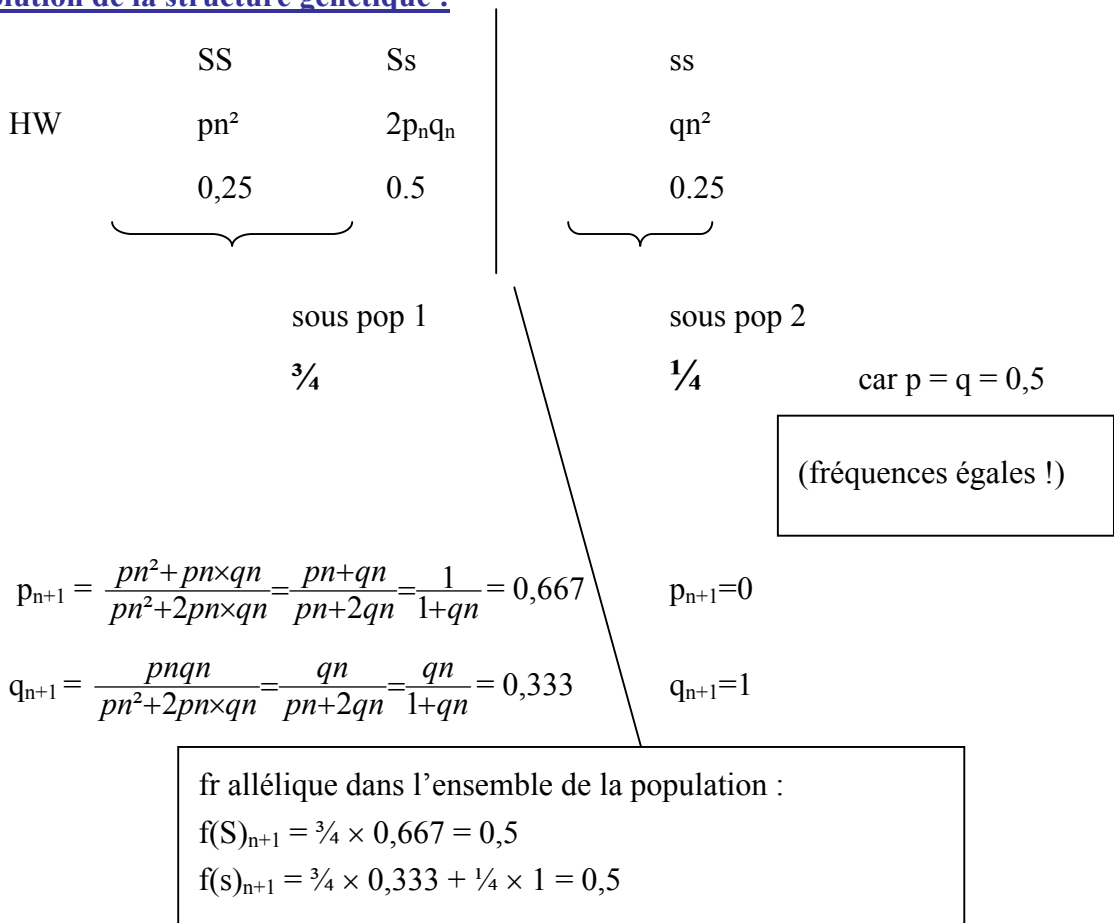 de la structure génétique :
SS Ss ss
HW pn² 2pₙqₙ qn²
0,25 0.5 0.25
sous pop 1 sous pop 2
¾ ¼ car p = q = 0,5
(fréquences égales !)
pₙ₊₁ = (pn²+pn×qn)/(pn²+2pn×qn) = (pn+qn)/(pn+2qn) = 1/(1+qn) = 0,667 pₙ₊₁=0
qₙ₊₁ = pnqn/(pn²+2pn×qn) = qn/(pn+2qn) = qn/(1+qn) = 0,333 qₙ₊₁=1
fr allélique dans l’ensemble de la population :
f(S)ₙ₊₁ = ¾ × 0,667 = 0,5
f(s)ₙ₊₁ = ¾ × 0,333 + ¼ × 1 = 0,5